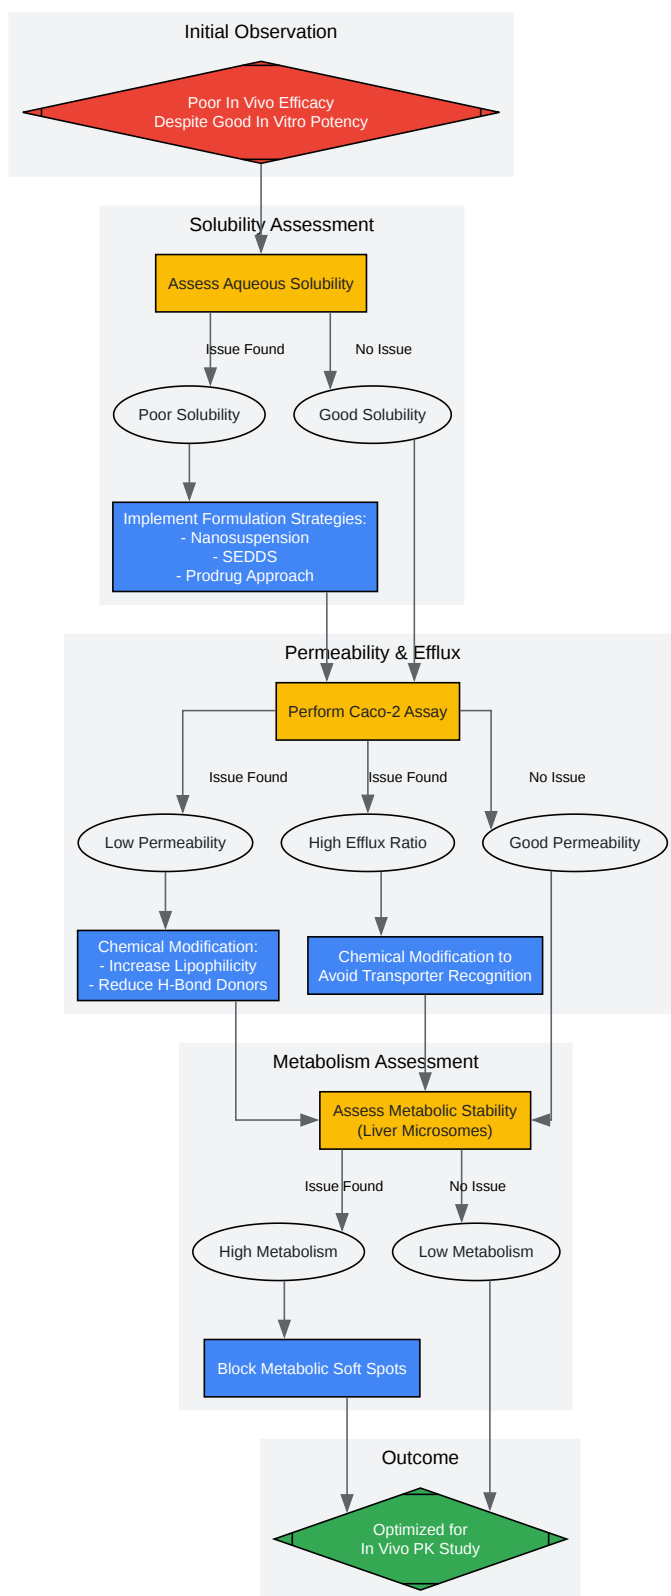 Initial Observation
Poor In Vivo Efficacy
Despite Good In Vitro Potency
Solubility Assessment
Assess Aqueous Solubility
Issue Found
No Issue
Poor Solubility
Good Solubility
Implement Formulation Strategies:
- Nanosuspension
- SEDDS
- Prodrug Approach
Permeability & Efflux
Perform Caco-2 Assay
Issue Found
Issue Found
No Issue
Low Permeability
High Efflux Ratio
Good Permeability
Chemical Modification:
- Increase Lipophilicity
- Reduce H-Bond Donors
Chemical Modification to
Avoid Transporter Recognition
Metabolism Assessment
Assess Metabolic Stability
(Liver Microsomes)
Issue Found
No Issue
High Metabolism
Low Metabolism
Block Metabolic Soft Spots
Outcome
Optimized for
In Vivo PK Study